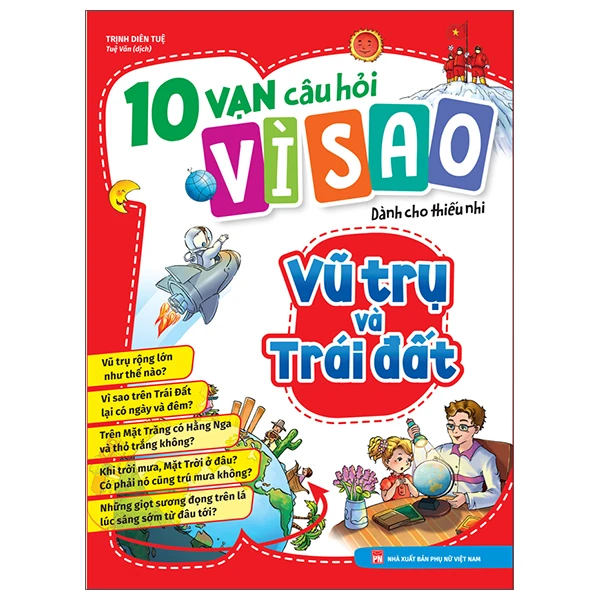 TRỊNH DIÊN TUỆ
Tuệ Văn (dịch)
10 VẠN câu hỏi
VÌ SAO
Dành cho thiếu nhi
Vũ trụ
và
Trái đất
Vũ trụ rộng lớn
như thế nào?
Vì sao trên Trái Đất
lại có ngày và đêm?
Trên Mặt Trăng có Hằng Nga
và thỏ trắng không?
Khi trời mưa, Mặt Trời ở đâu?
Có phải nó cũng trú mưa không?
Những giọt sương đọng trên lá
lúc sáng sớm từ đâu tới?
PN
NHÀ XUẤT BẢN PHỤ NỮ VIỆT NAM